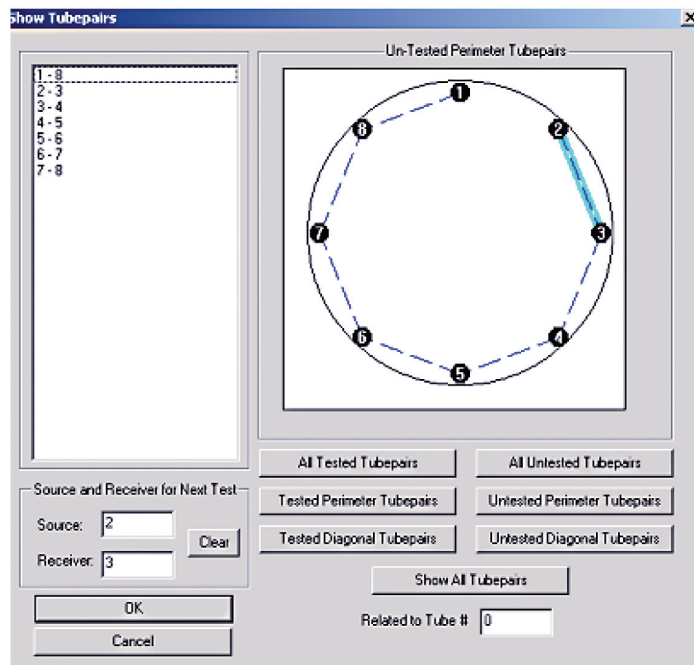 Show Tubepairs
1 - 8
2 - 3
3 - 4
4 - 5
5 - 6
6 - 7
7 - 8
Un-Tested Perimeter Tubepairs
1
2
3
4
5
6
7
8
All Tested Tubepairs
All Untested Tubepairs
Tested Perimeter Tubepairs
Untested Perimeter Tubepairs
Tested Diagonal Tubepairs
Untested Diagonal Tubepairs
Show All Tubepairs
Related to Tube # 0
Source and Receiver for Next Test
Source: 2
Receiver: 3
Clear
OK
Cancel